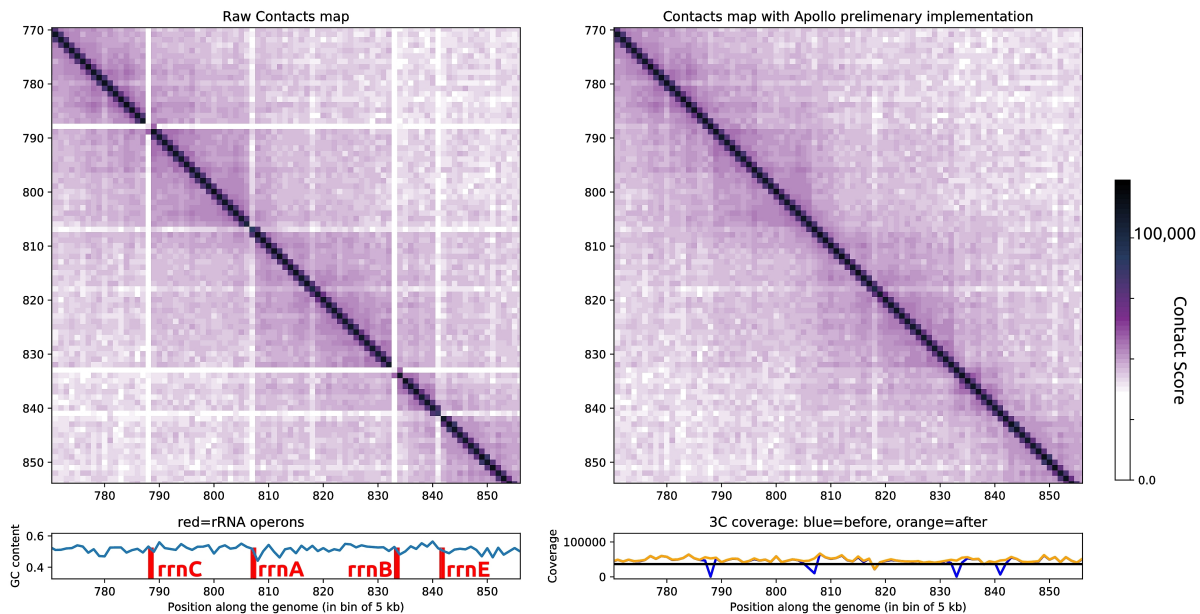 Raw Contacts map
770
780
790
800
810
820
830
840
850
780 790 800 810 820 830 840 850
Contacts map with Apollo prelimenary implementation
770
780
790
800
810
820
830
840
850
780 790 800 810 820 830 840 850
100,000
0.0
Contact Score
red=rRNA operons
GC content
0.6
0.4
rrnC rrnA rrnB rrnE
780 790 800 810 820 830 840 850
Position along the genome (in bin of 5 kb)
3C coverage: blue=before, orange=after
Coverage
100000
0
780 790 800 810 820 830 840 850
Position along the genome (in bin of 5 kb)